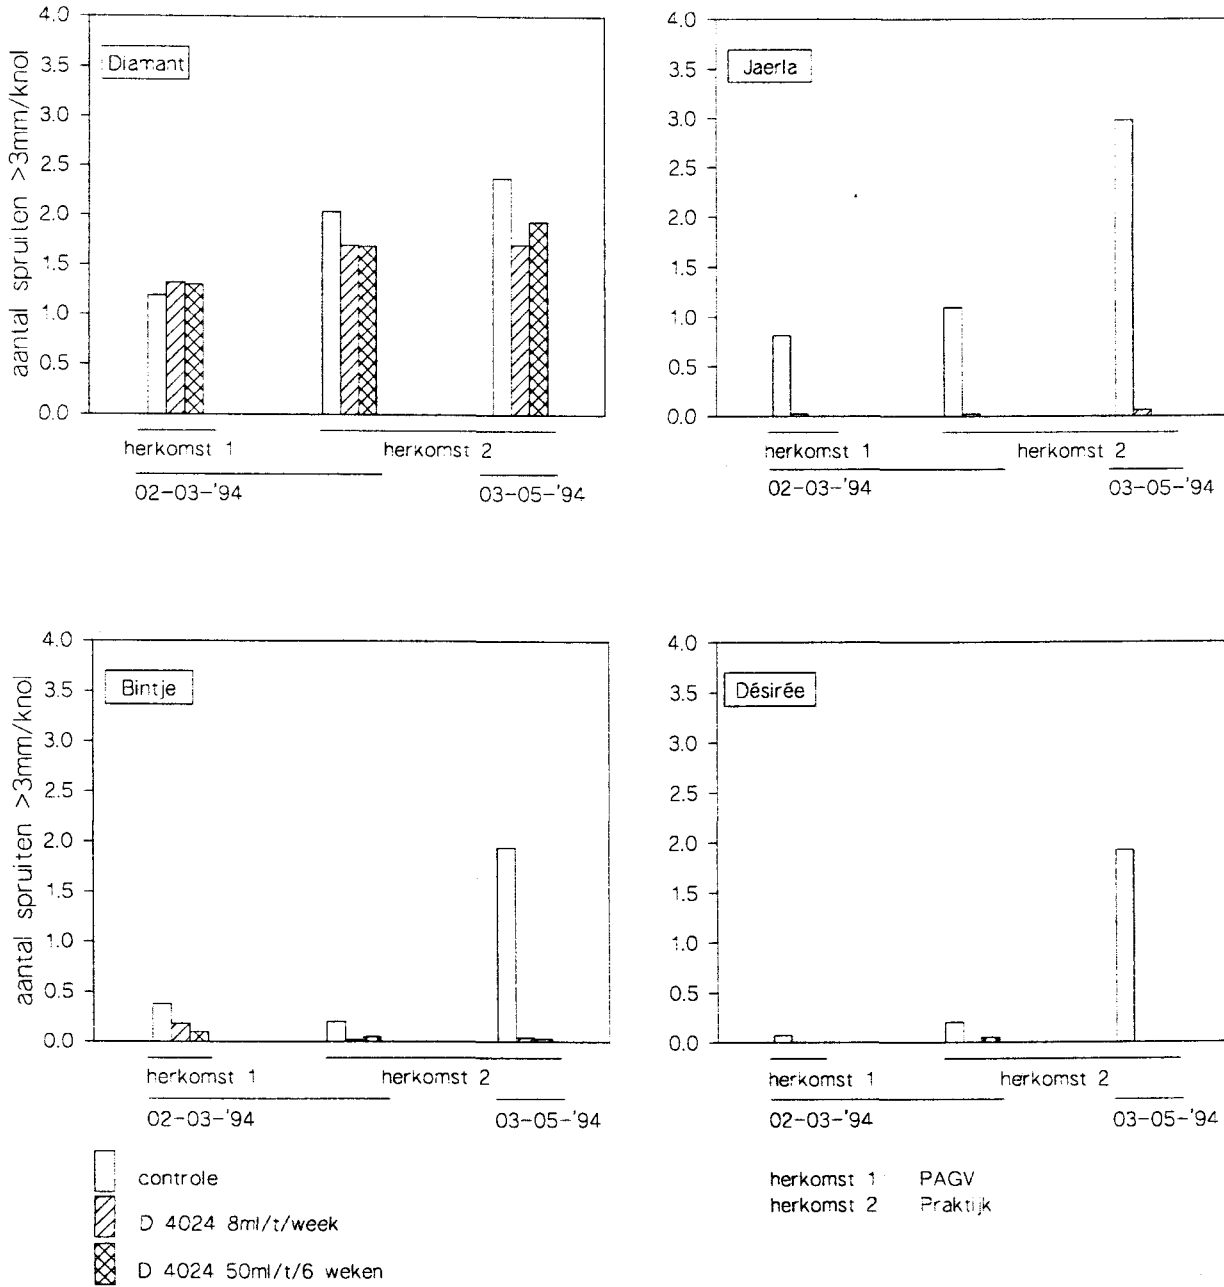 aantal spruiten >3mm/knol
4.0
3.5
3.0
2.5
2.0
1.5
1.0
0.5
0.0
Diamant
herkomst 1
herkomst 2
02-03-'94
03-05-'94
4.0
3.5
3.0
2.5
2.0
1.5
1.0
0.5
0.0
Jaerla
herkomst 1
herkomst 2
02-03-'94
03-05-'94
aantal spruiten >3mm/knol
4.0
3.5
3.0
2.5
2.0
1.5
1.0
0.5
0.0
Bintje
herkomst 1
herkomst 2
02-03-'94
03-05-'94
4.0
3.5
3.0
2.5
2.0
1.5
1.0
0.5
0.0
Désirée
herkomst 1
herkomst 2
02-03-'94
03-05-'94
controle
D 4024 8ml/t/week
D 4024 50ml/t/6 weken
herkomst 1 PAGV
herkomst 2 Praktijk